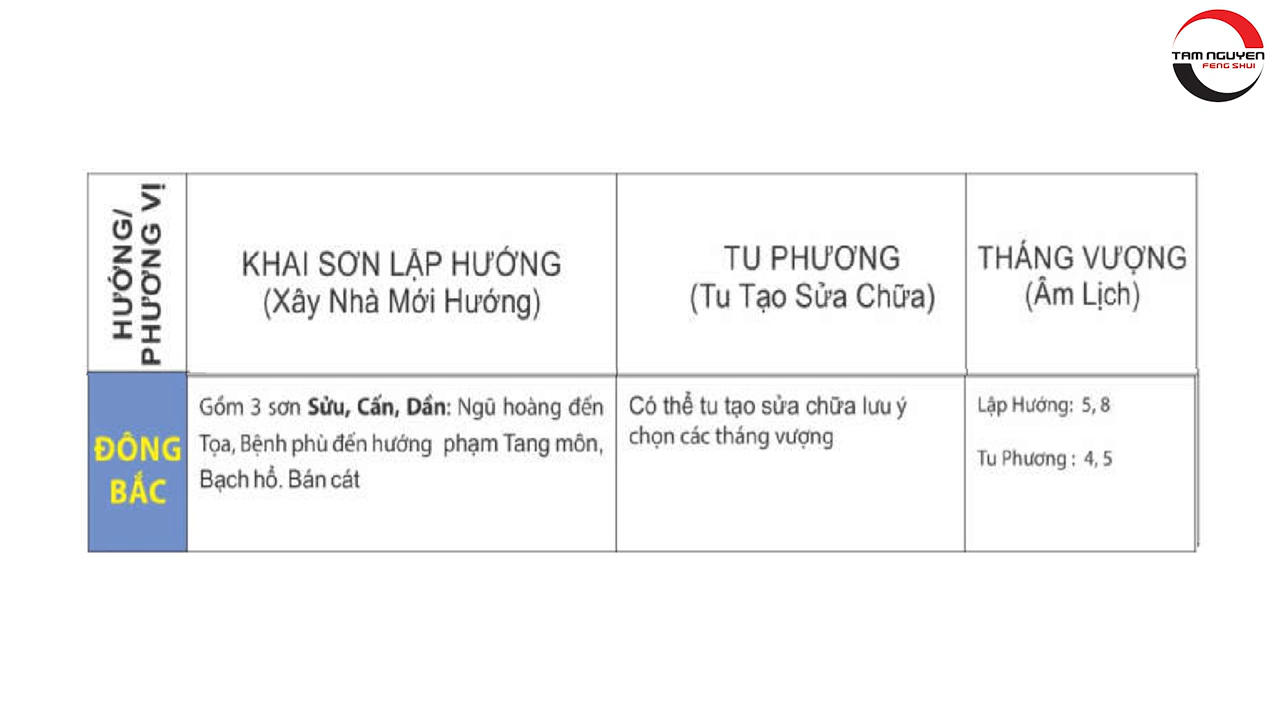 TAM NGUYEN
FENG SHUI
HƯỚNG/
PHƯƠNG VỊ
KHAI SƠN LẬP HƯỚNG
(Xây Nhà Mới Hướng)
TU PHƯƠNG
(Tu Tạo Sửa Chữa)
THÁNG VƯỢNG
(Âm Lịch)
ĐÔNG
BẮC
Gồm 3 sơn Sửu, Cấn, Dần: Ngũ hoàng đến
Tọa, Bệnh phù đến hướng phạm Tang môn,
Bạch hổ. Bán cát
Có thể tu tạo sửa chữa lưu ý
chọn các tháng vượng
Lập Hướng: 5, 8
Tu Phương : 4, 5